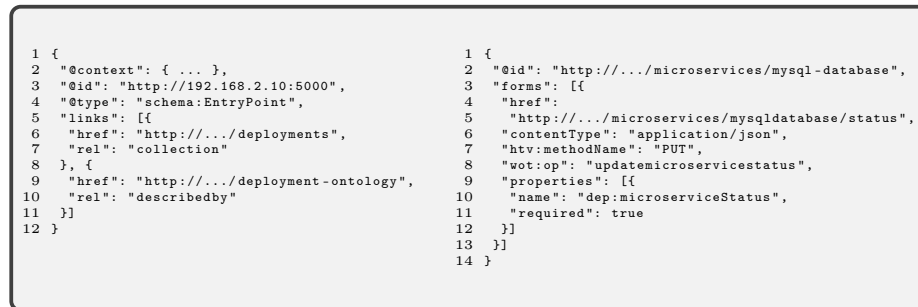 1 {
2 "@context": { ... },
3 "@id": "http://192.168.2.10:5000",
4 "@type": "schema:EntryPoint",
5 "links": [{
6 "href": "http://.../deployments",
7 "rel": "collection"
8 }, {
9 "href": "http://.../deployment-ontology",
10 "rel": "describedby"
11 }]
12 }
1 {
2 "@id": "http://.../microservices/mysql-database",
3 "forms": [{
4 "href":
5 "http://.../microservices/mysqldatabase/status",
6 "contentType": "application/json",
7 "htv:methodName": "PUT",
8 "wot:op": "updatemicroservicestatus",
9 "properties": [{
10 "name": "dep:microserviceStatus",
11 "required": true
12 }]
13 }]
14 }